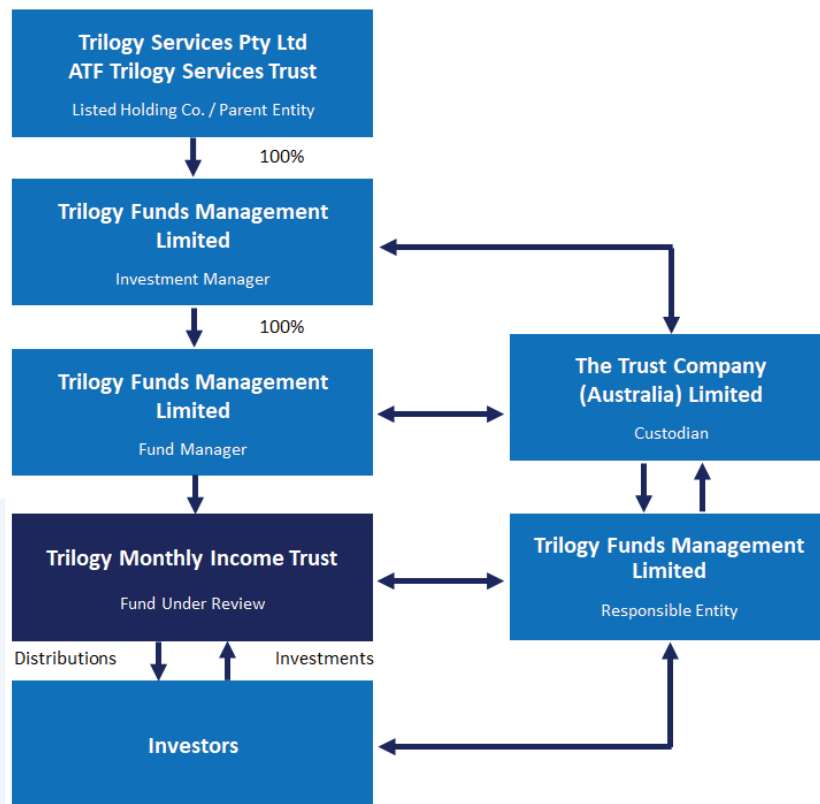 Trilogy Services Pty Ltd
ATF Trilogy Services Trust
Listed Holding Co. / Parent Entity
100%
Trilogy Funds Management
Limited
Investment Manager
100%
Trilogy Funds Management
Limited
Fund Manager
The Trust Company
(Australia) Limited
Custodian
Trilogy Monthly Income Trust
Fund Under Review
Trilogy Funds Management
Limited
Responsible Entity
Distributions
Investments
Investors